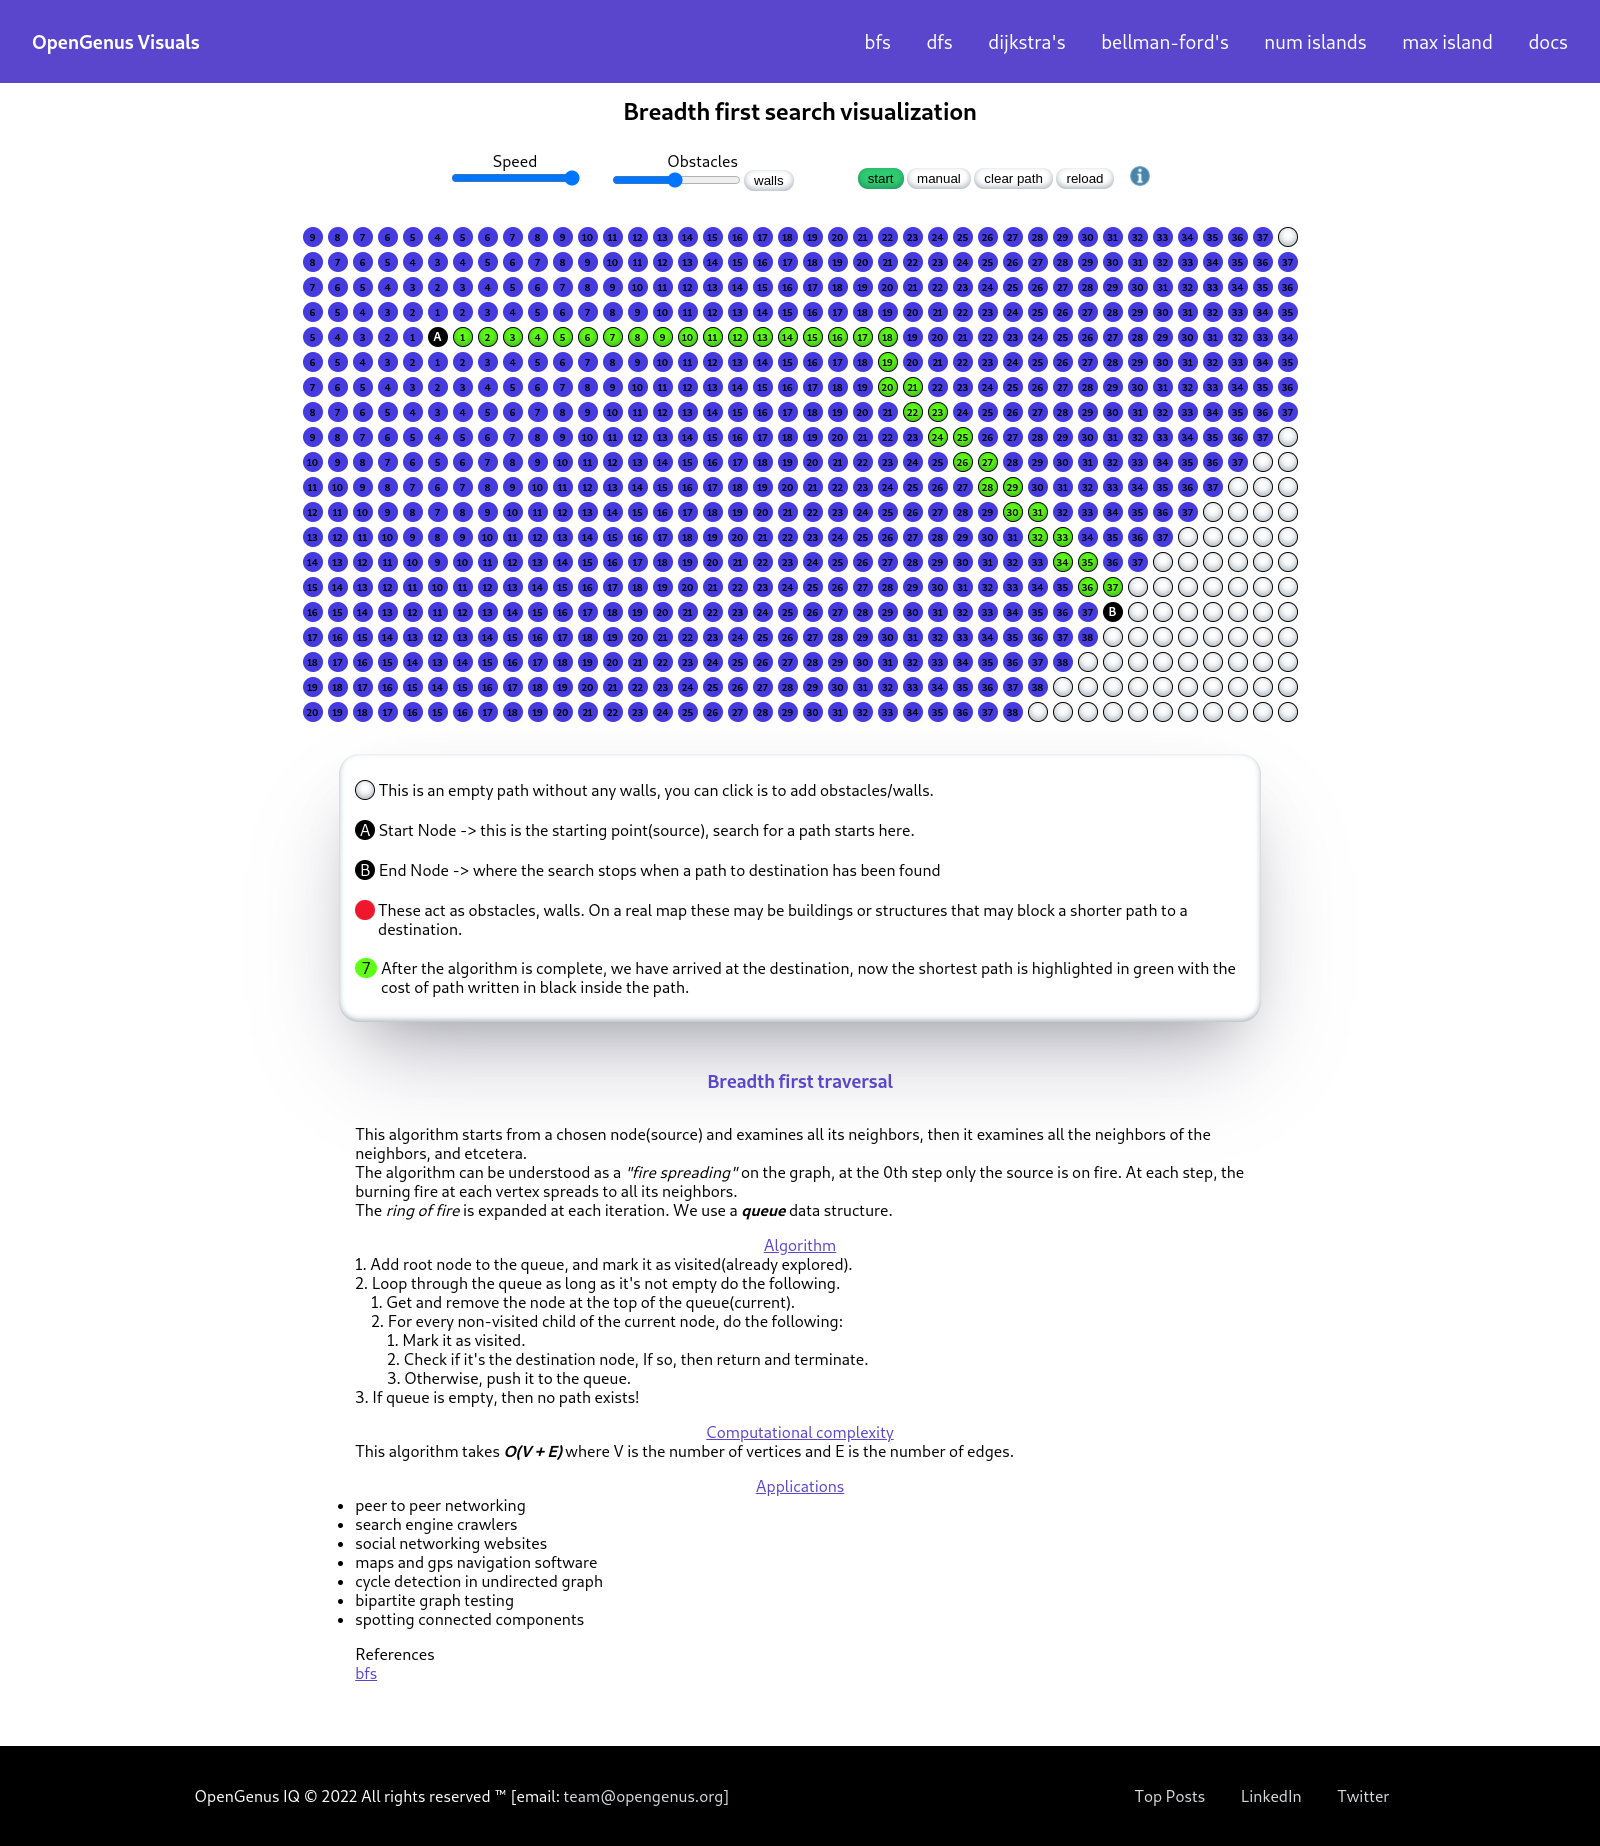 OpenGenus Visuals
bfs dfs dijkstra's bellman-ford's num islands max island docs
Breadth first search visualization
Speed Obstacles
walls start manual clear path reload
9 8 7 6 5 4 5 6 7 8 9 10 11 12 13 14 15 16 17 18 19 20 21 22 23 24 25 26 27 28 29 30 31 32 33 34 35 36 37
8 7 6 5 4 3 4 5 6 7 8 9 10 11 12 13 14 15 16 17 18 19 20 21 22 23 24 25 26 27 28 29 30 31 32 33 34 35 36 37
7 6 5 4 3 2 3 4 5 6 7 8 9 10 11 12 13 14 15 16 17 18 19 20 21 22 23 24 25 26 27 28 29 30 31 32 33 34 35 36
6 5 4 3 2 1 2 3 4 5 6 7 8 9 10 11 12 13 14 15 16 17 18 19 20 21 22 23 24 25 26 27 28 29 30 31 32 33 34 35
5 4 3 2 1 A 1 2 3 4 5 6 7 8 9 10 11 12 13 14 15 16 17 18 19 20 21 22 23 24 25 26 27 28 29 30 31 32 33 34
6 5 4 3 2 1 2 3 4 5 6 7 8 9 10 11 12 13 14 15 16 17 18 19 20 21 22 23 24 25 26 27 28 29 30 31 32 33 34 35
7 6 5 4 3 2 3 4 5 6 7 8 9 10 11 12 13 14 15 16 17 18 19 20 21 22 23 24 25 26 27 28 29 30 31 32 33 34 35 36
8 7 6 5 4 3 4 5 6 7 8 9 10 11 12 13 14 15 16 17 18 19 20 21 22 23 24 25 26 27 28 29 30 31 32 33 34 35 36 37
9 8 7 6 5 4 5 6 7 8 9 10 11 12 13 14 15 16 17 18 19 20 21 22 23 24 25 26 27 28 29 30 31 32 33 34 35 36 37
10 9 8 7 6 5 6 7 8 9 10 11 12 13 14 15 16 17 18 19 20 21 22 23 24 25 26 27 28 29 30 31 32 33 34 35 36 37
11 10 9 8 7 6 7 8 9 10 11 12 13 14 15 16 17 18 19 20 21 22 23 24 25 26 27 28 29 30 31 32 33 34 35 36 37
12 11 10 9 8 7 8 9 10 11 12 13 14 15 16 17 18 19 20 21 22 23 24 25 26 27 28 29 30 31 32 33 34 35 36 37
13 12 11 10 9 8 9 10 11 12 13 14 15 16 17 18 19 20 21 22 23 24 25 26 27 28 29 30 31 32 33 34 35 36 37
14 13 12 11 10 9 10 11 12 13 14 15 16 17 18 19 20 21 22 23 24 25 26 27 28 29 30 31 32 33 34 35 36 37
15 14 13 12 11 10 11 12 13 14 15 16 17 18 19 20 21 22 23 24 25 26 27 28 29 30 31 32 33 34 35 36 37
16 15 14 13 12 11 12 13 14 15 16 17 18 19 20 21 22 23 24 25 26 27 28 29 30 31 32 33 34 35 36 37 B
17 16 15 14 13 12 13 14 15 16 17 18 19 20 21 22 23 24 25 26 27 28 29 30 31 32 33 34 35 36 37 38
18 17 16 15 14 13 14 15 16 17 18 19 20 21 22 23 24 25 26 27 28 29 30 31 32 33 34 35 36 37 38
19 18 17 16 15 14 15 16 17 18 19 20 21 22 23 24 25 26 27 28 29 30 31 32 33 34 35 36 37 38
20 19 18 17 16 15 16 17 18 19 20 21 22 23 24 25 26 27 28 29 30 31 32 33 34 35 36 37 38
This is an empty path without any walls, you can click is to add obstacles/walls.
A Start Node -> this is the starting point(source), search for a path starts here.
B End Node -> where the search stops when a path to destination has been found
These act as obstacles, walls. On a real map these may be buildings or structures that may block a shorter path to a
destination.
7 After the algorithm is complete, we have arrived at the destination, now the shortest path is highlighted in green with the
cost of path written in black inside the path.
Breadth first traversal
This algorithm starts from a chosen node(source) and examines all its neighbors, then it examines all the neighbors of the
neighbors, and etcetera.
The algorithm can be understood as a "fire spreading" on the graph, at the 0th step only the source is on fire. At each step, the
burning fire at each vertex spreads to all its neighbors.
The ring of fire is expanded at each iteration. We use a queue data structure.
Algorithm
1. Add root node to the queue, and mark it as visited(already explored).
2. Loop through the queue as long as it's not empty do the following.
1. Get and remove the node at the top of the queue(current).
2. For every non-visited child of the current node, do the following:
1. Mark it as visited.
2. Check if it's the destination node, If so, then return and terminate.
3. Otherwise, push it to the queue.
3. If queue is empty, then no path exists!
Computational complexity
This algorithm takes O(V + E) where V is the number of vertices and E is the number of edges.
Applications
• peer to peer networking
• search engine crawlers
• social networking websites
• maps and gps navigation software
• cycle detection in undirected graph
• bipartite graph testing
• spotting connected components
References
bfs
OpenGenus IQ © 2022 All rights reserved ™ [email: team@opengenus.org]
Top Posts LinkedIn Twitter